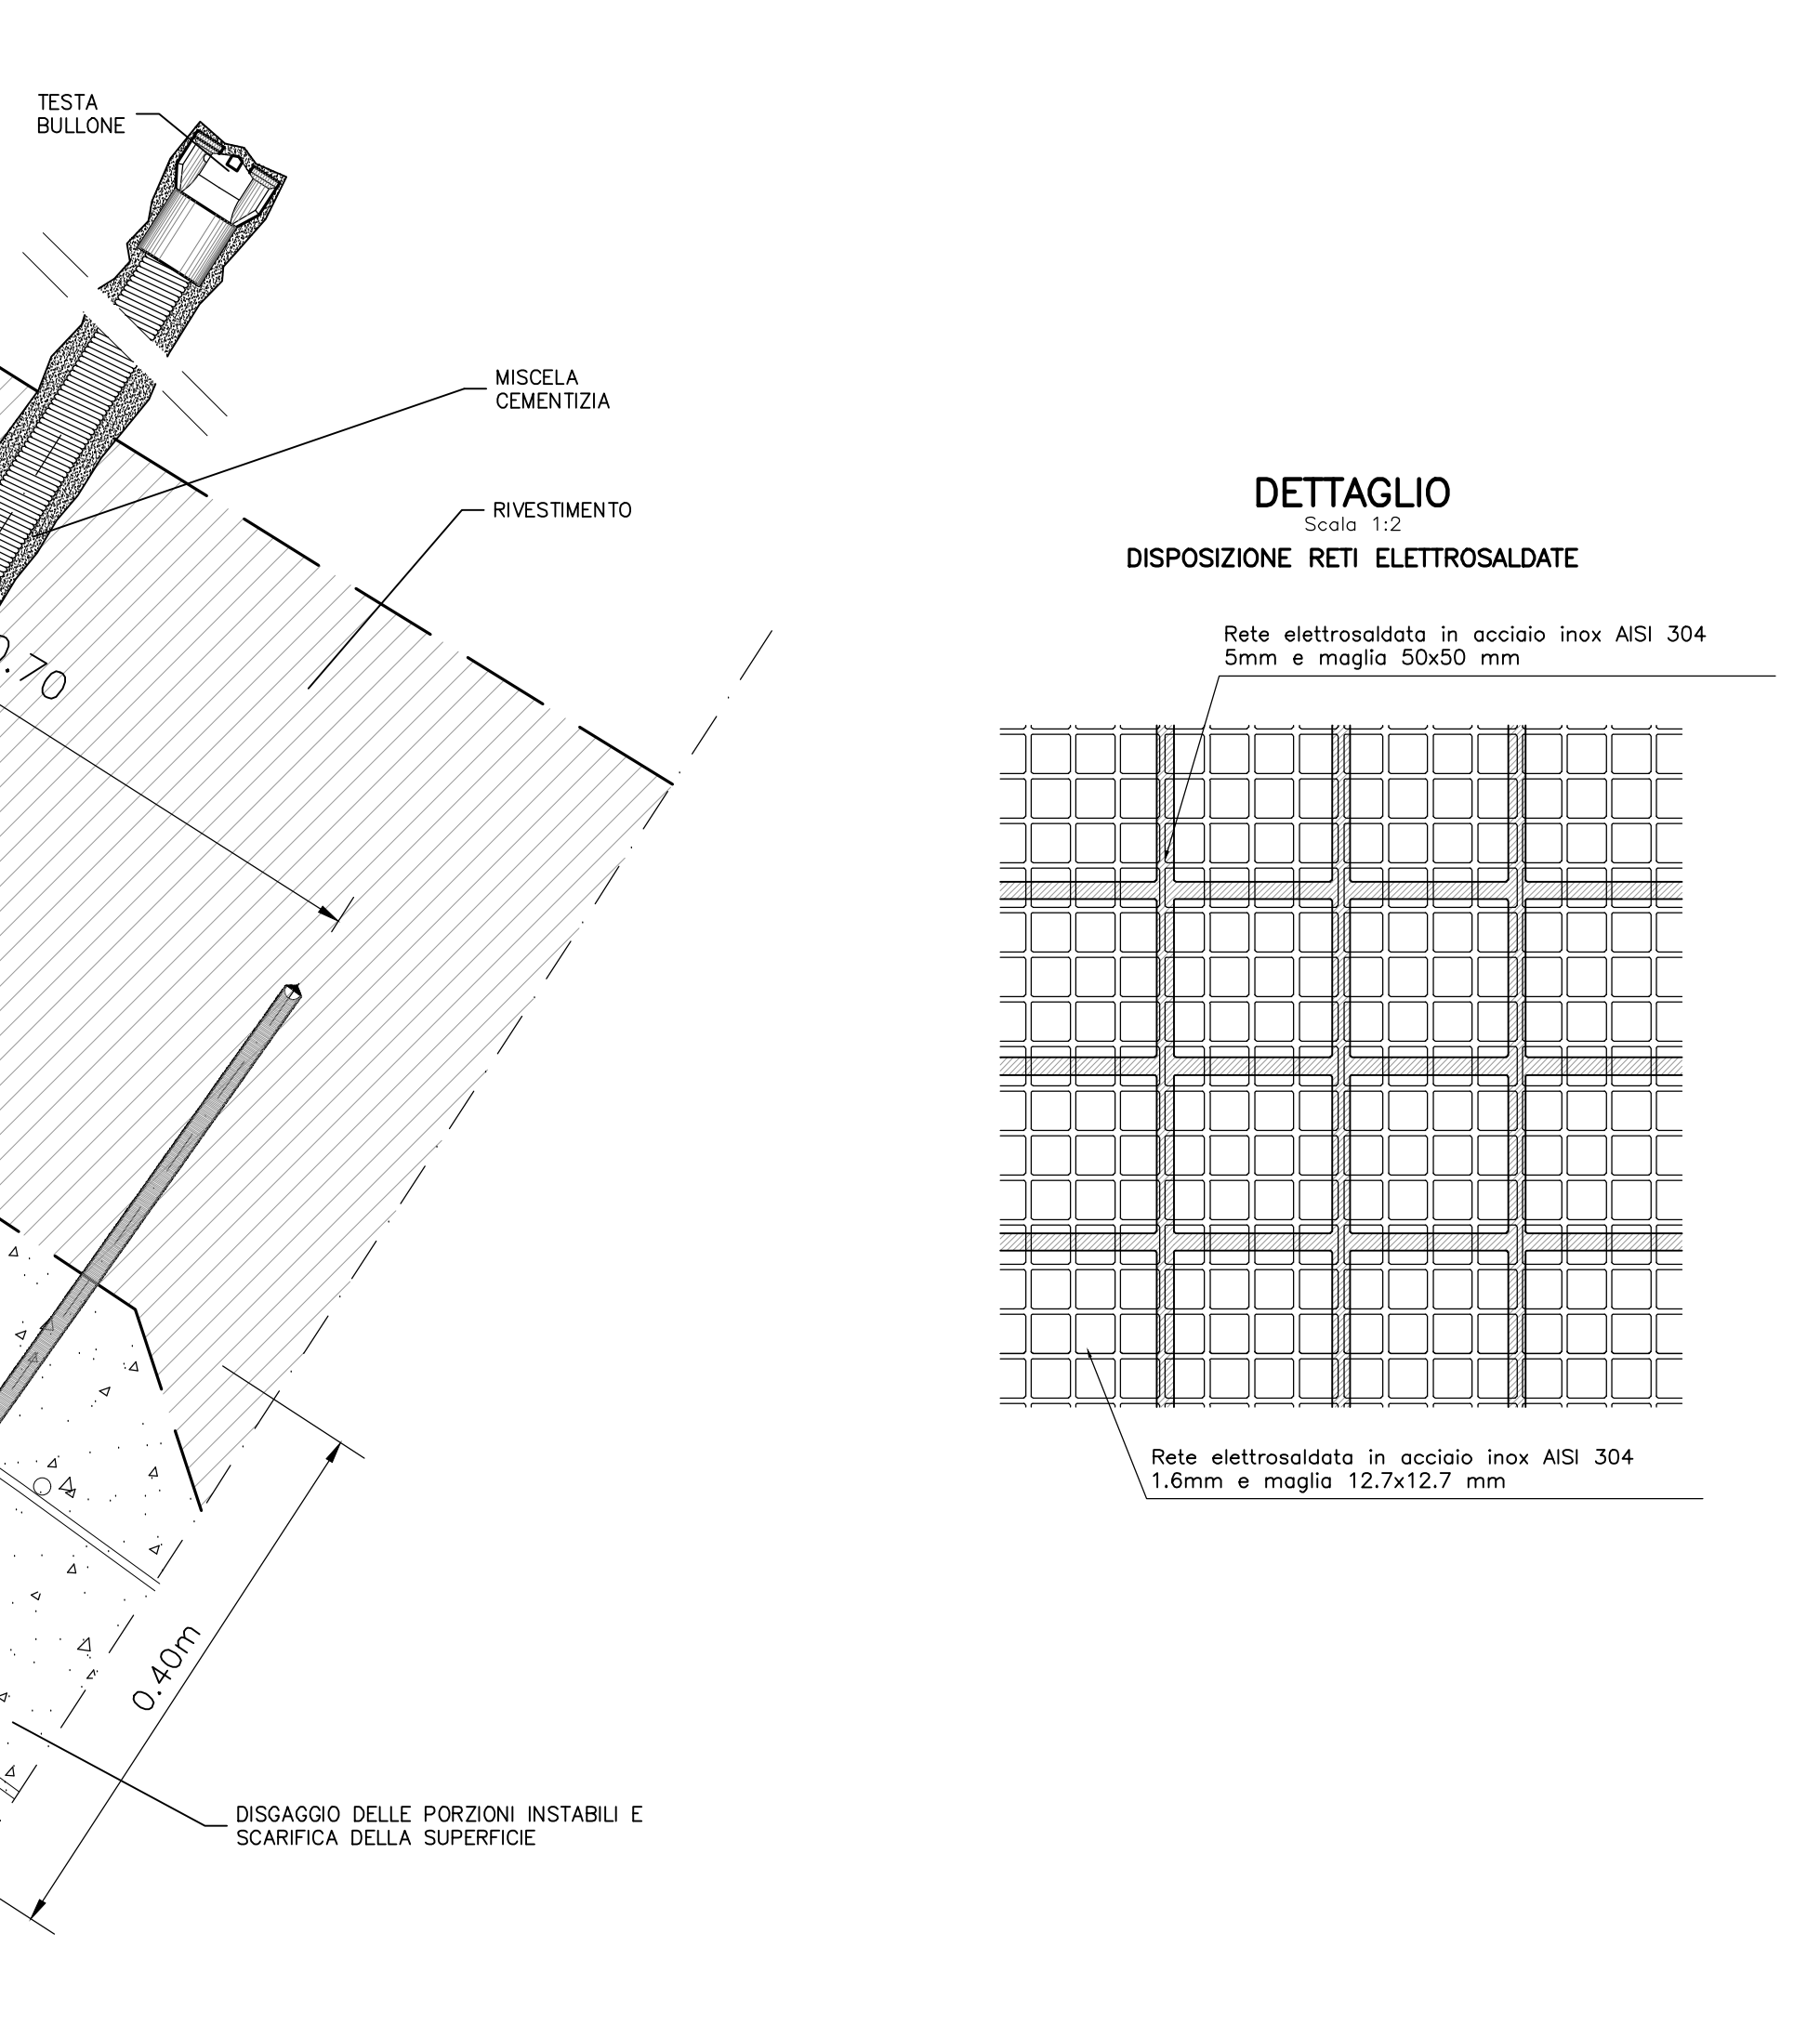 TESTA
BULLONE
MISCELA
CEMENTIZIA
RIVESTIMENTO
.70
0.40m
DISGAGGIO DELLE PORZIONI INSTABILI E
SCARIFICA DELLA SUPERFICIE
DETTAGLIO
Scala 1:2
DISPOSIZIONE RETI ELETTROSALDATE
Rete elettrosaldata in acciaio inox AISI 304
5mm e maglia 50x50 mm
Rete elettrosaldata in acciaio inox AISI 304
1.6mm e maglia 12.7x12.7 mm